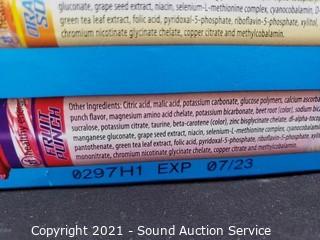 gluconate, grape seed extract, niacin, selenium-L-methionine complex, cyanocobalamin, D-
green tea leaf extract, folic acid, pyridoxal-5-phosphate, riboflavin-5-phosphate, xylitol,
chromium nicotinate glycinate chelate, copper citrate and methylcobalamin.
ORANGE
SO
Other Ingredients: Citric acid, malic acid, potassium carbonate, glucose polymers, calcium ascorba
punch flavor, magnesium amino acid chelate, potassium bicarbonate, beet root (color), sodium bic
sucralose, potassium citrate, taurine, beta-carotene (color), zinc bisglycinate chelate, dl-alpha-tocop
manganese gluconate, grape seed extract, niacin, selenium-L-methionine complex, cyanocobalami
pantothenate, green tea leaf extract, folic acid, pyridoxal-5-phosphate, riboflavin-5-phosphate, xy
mononitrate, chromium nicotinate glycinate chelate, copper citrate and methylcobalamin.
FRUIT
PUNCH
0297H1 EXP 07/23
Copyright 2021 - Sound Auction Service